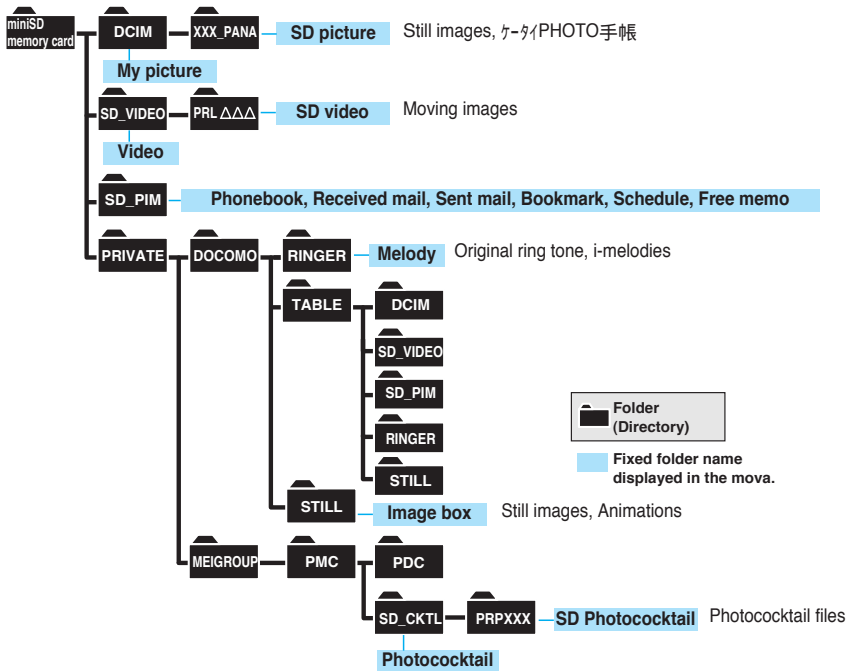 miniSD
memory card
DCIM
XXX_PANA
SD picture
Still images, ｹｰﾀｲPHOTO手帳
My picture
SD_VIDEO
PRL △△△
SD video
Moving images
Video
SD_PIM
Phonebook, Received mail, Sent mail, Bookmark, Schedule, Free memo
PRIVATE
DOCOMO
RINGER
Melody
Original ring tone, i-melodies
TABLE
DCIM
SD_VIDEO
SD_PIM
RINGER
STILL
Folder
(Directory)
Fixed folder name
displayed in the mova.
STILL
Image box
Still images, Animations
MEIGROUP
PMC
PDC
SD_CKTL
PRPXXX
SD Photococktail
Photococktail files
Photococktail